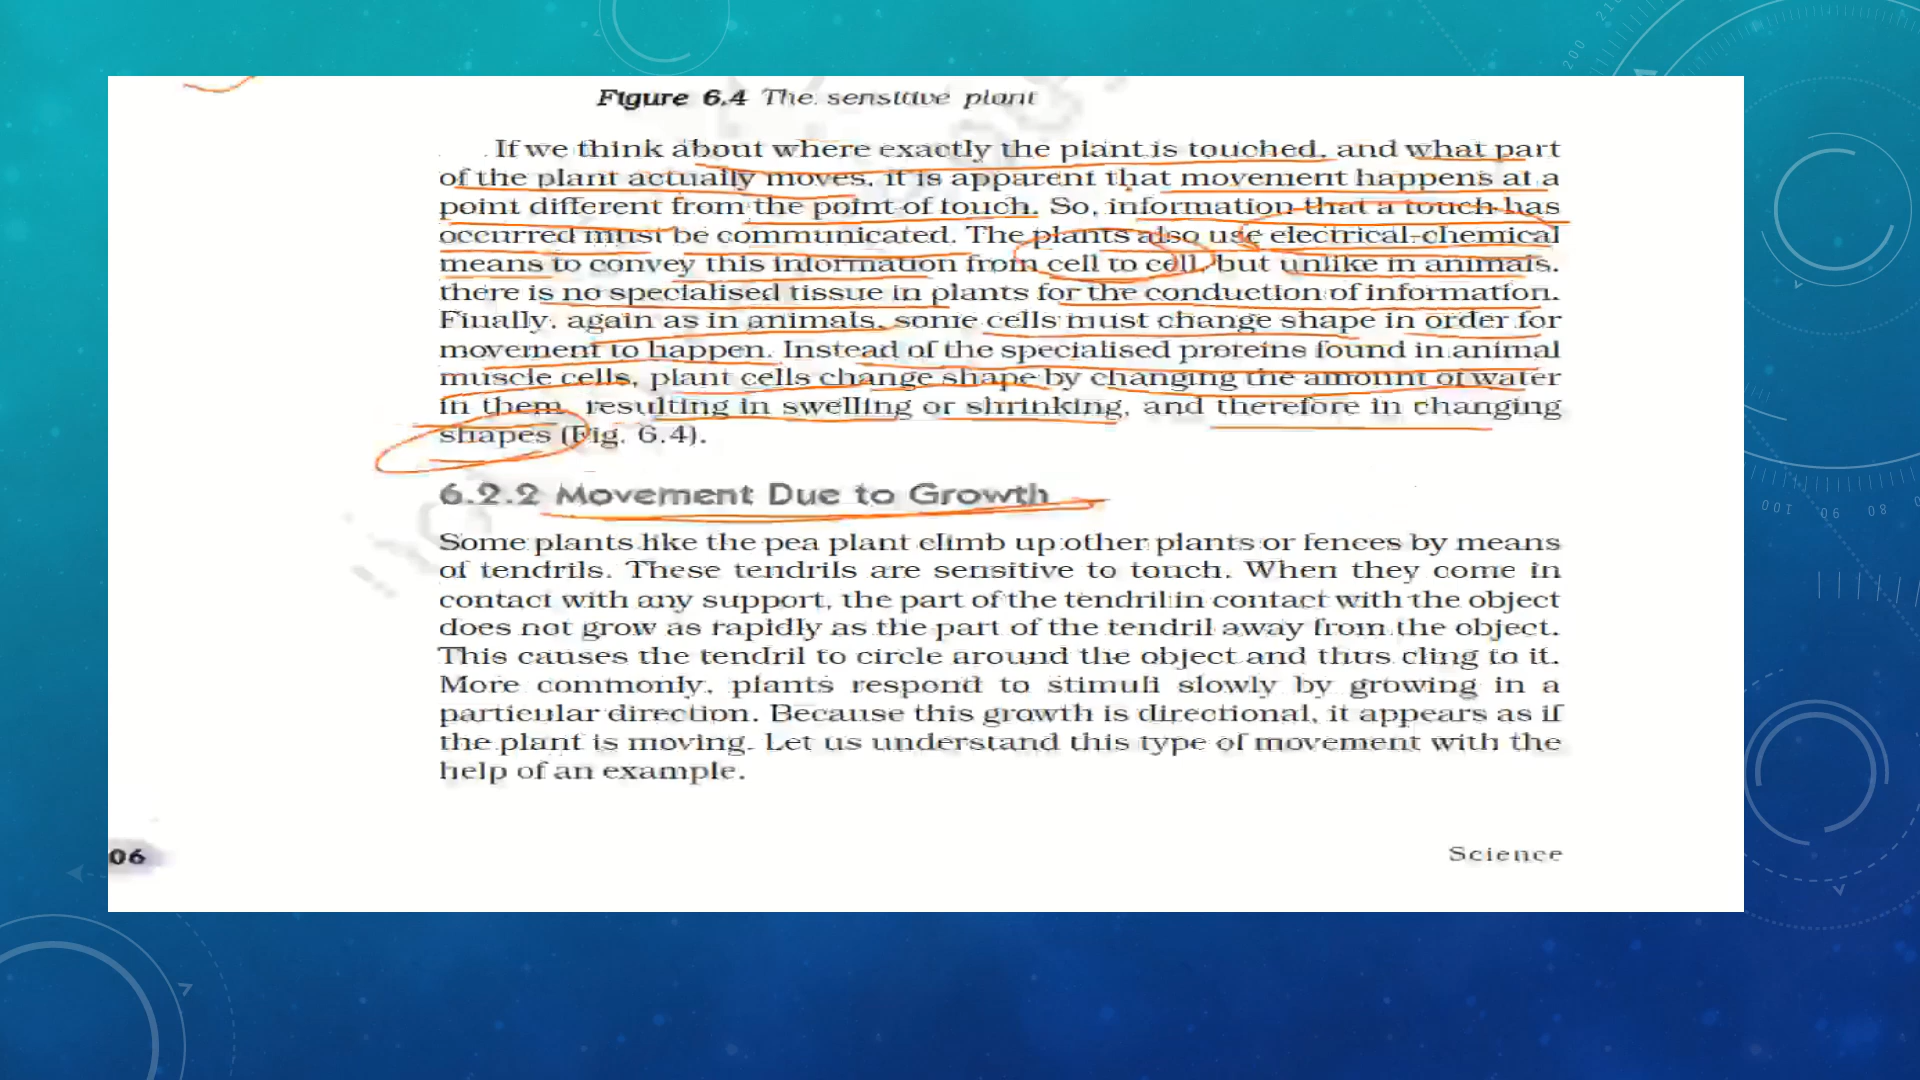 Figure 6.4 The sensitive plant
If we think about where exactly the plant is touched, and what part
of the plant actually moves, it is apparent that movement happens at a
point different from the point of touch. So, information that a touch has
occurred must be communicated. The plants also use electrical-chemical
means to convey this information from cell to cell, but unlike in animals,
there is no specialised tissue in plants for the conduction of information.
Finally, again as in animals, some cells must change shape in order for
movement to happen. Instead of the specialised proteins found in animal
muscle cells, plant cells change shape by changing the amount of water
in them, resulting in swelling or shrinking, and therefore in changing
shapes (Fig. 6.4).
6.2.2 Movement Due to Growth
Some plants like the pea plant climb up other plants or fences by means
of tendrils. These tendrils are sensitive to touch. When they come in
contact with any support, the part of the tendril in contact with the object
does not grow as rapidly as the part of the tendril away from the object.
This causes the tendril to circle around the object and thus cling to it.
More commonly, plants respond to stimuli slowly by growing in a
particular direction. Because this growth is directional, it appears as if
the plant is moving. Let us understand this type of movement with the
help of an example.
06
Science
200
100 90 80